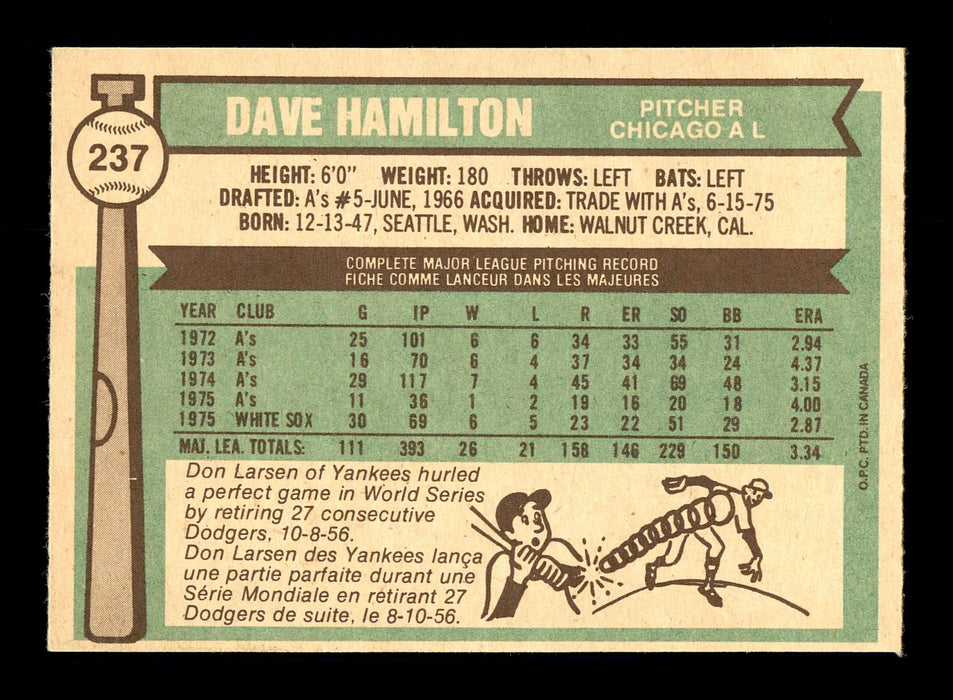 237
DAVE HAMILTON
PITCHER
CHICAGO A L
HEIGHT: 6'0" WEIGHT: 180 THROWS: LEFT BATS: LEFT
DRAFTED: A's #5-JUNE, 1966 ACQUIRED: TRADE WITH A's, 6-15-75
BORN: 12-13-47, SEATTLE, WASH. HOME: WALNUT CREEK, CAL.
COMPLETE MAJOR LEAGUE PITCHING RECORD
FICHE COMME LANCEUR DANS LES MAJEURES
YEAR CLUB G IP W L R ER SO BB ERA
1972 A's 25 101 6 6 34 33 55 31 2.94
1973 A's 16 70 6 4 37 34 34 24 4.37
1974 A's 29 117 7 4 45 41 69 48 3.15
1975 A's 11 36 1 2 19 16 20 18 4.00
1975 WHITE SOX 30 69 6 5 23 22 51 29 2.87
MAJ. LEA. TOTALS: 111 393 26 21 158 146 229 150 3.34
Don Larsen of Yankees hurled
a perfect game in World Series
by retiring 27 consecutive
Dodgers, 10-8-56.
Don Larsen des Yankees lança
une partie parfaite durant une
Série Mondiale en retirant 27
Dodgers de suite, le 8-10-56.
O.P.C. PTD. IN CANADA